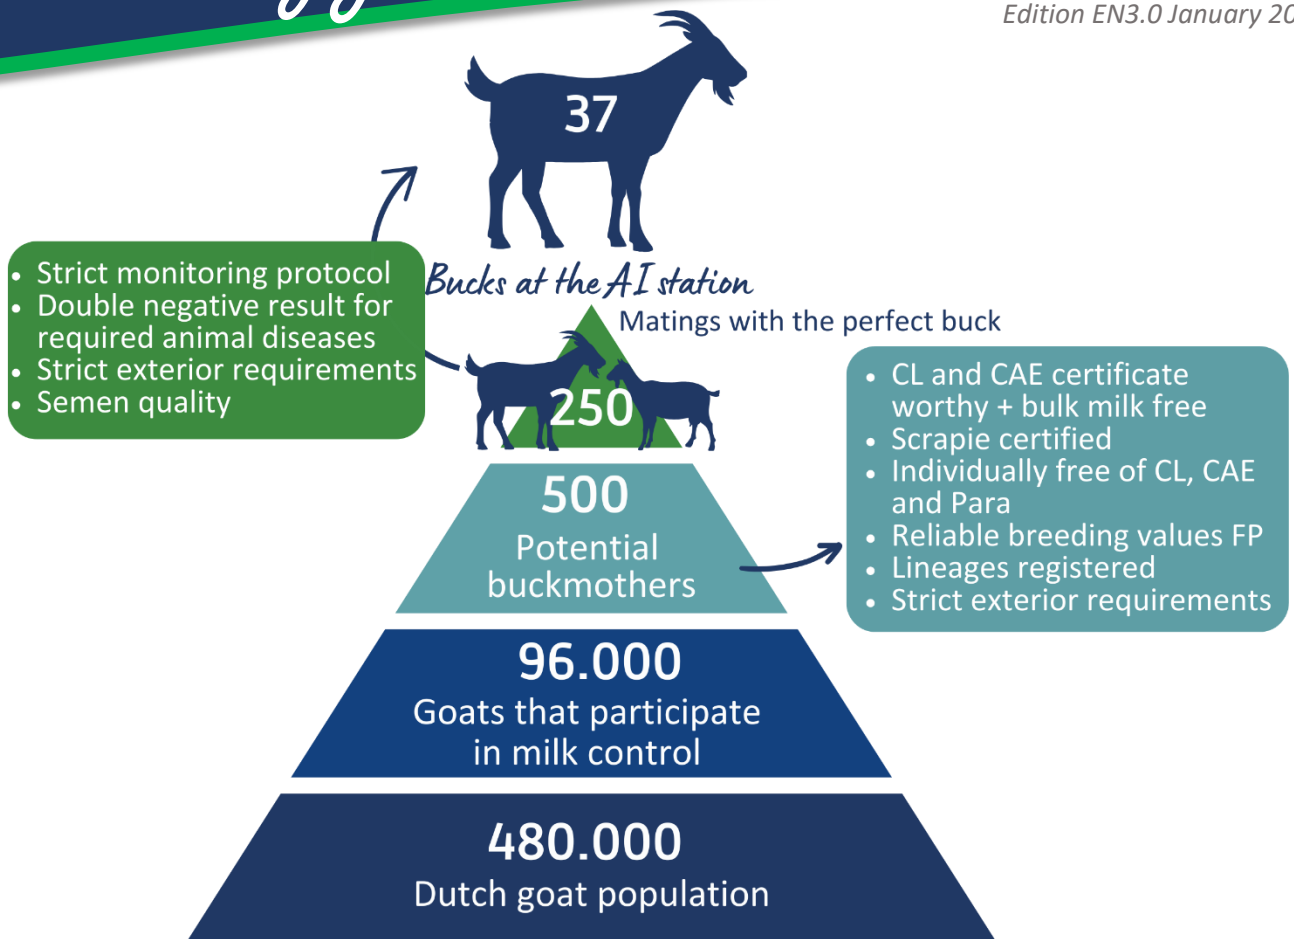 Edition EN3.0 January 20
37
Bucks at the AI station
• Strict monitoring protocol
• Double negative result for
required animal diseases
• Strict exterior requirements
• Semen quality
Matings with the perfect buck
250
• CL and CAE certificate
worthy + bulk milk free
• Scrapie certified
• Individually free of CL, CAE
and Para
• Reliable breeding values FP
• Lineages registered
• Strict exterior requirements
500
Potential
buckmothers
96.000
Goats that participate
in milk control
480.000
Dutch goat population